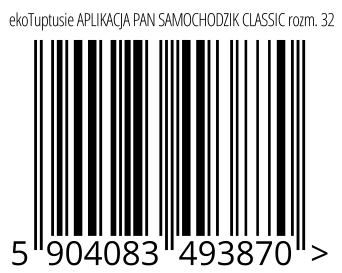 ekoTuptusie APLIKACJA PAN SAMOCHODZIK CLASSIC rozm. 32
5 904083 493870 >